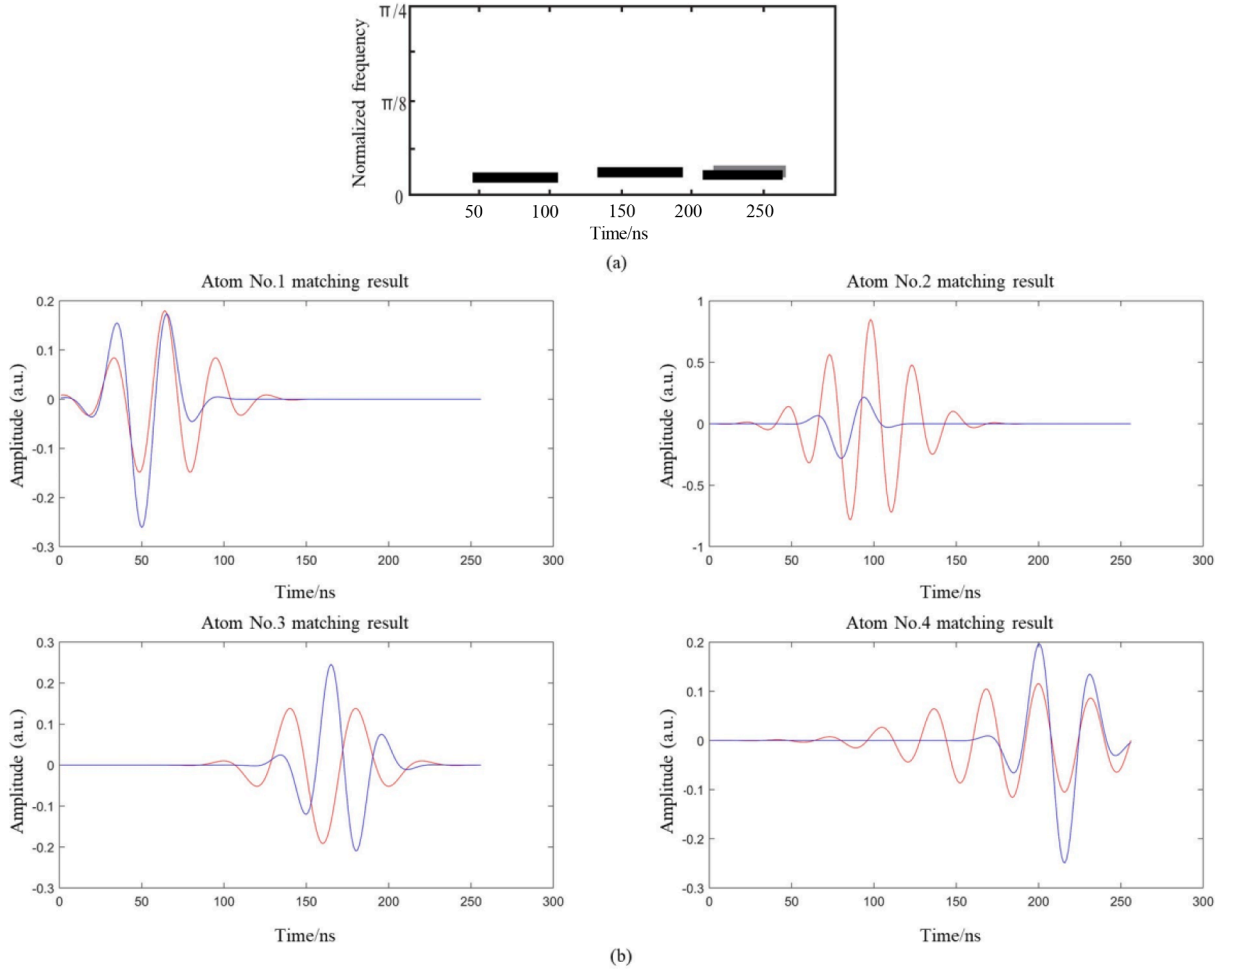 π/4
Normalized frequency
π/8
0
50 100 150 200 250
Time/ns
(a)
Atom No.1 matching result
0.2
0.1
0
-0.1
-0.2
-0.3
Amplitude (a.u.)
0 50 100 150 200 250 300
Time/ns
Atom No.2 matching result
1
0.5
0
-0.5
-1
Amplitude (a.u.)
0 50 100 150 200 250 300
Time/ns
Atom No.3 matching result
0.3
0.2
0.1
0
-0.1
-0.2
-0.3
Amplitude (a.u.)
0 50 100 150 200 250 300
Time/ns
Atom No.4 matching result
0.2
0.1
0
-0.1
-0.2
-0.3
Amplitude (a.u.)
0 50 100 150 200 250 300
Time/ns
(b)